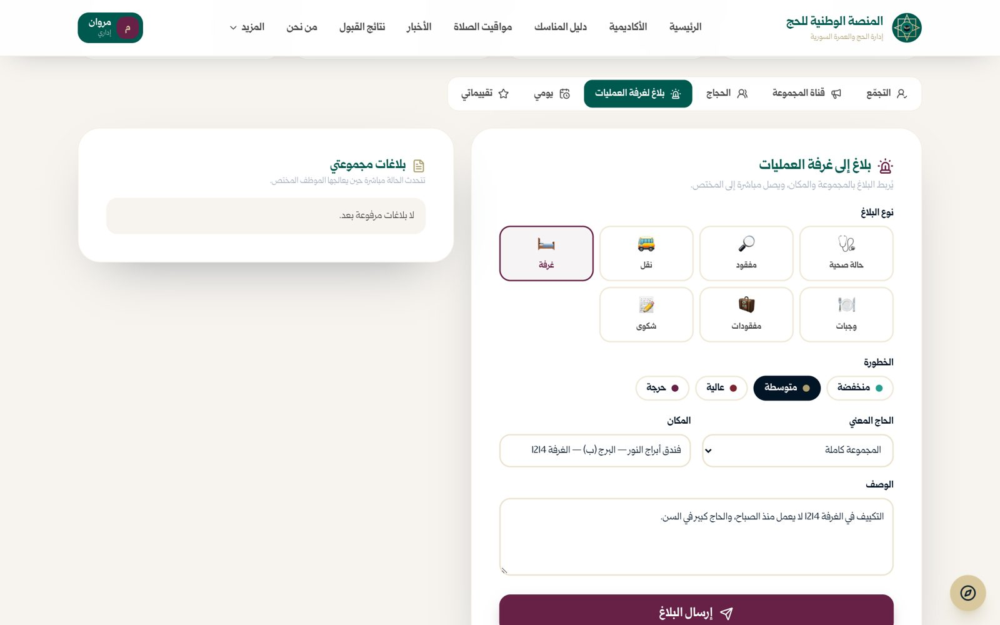 المنصة الوطنية للحج
إدارة الحج والعمرة السورية
الرئيسية
الأكاديمية
دليل المناسك
مواقيت الصلاة
الأخبار
نتائج القبول
من نحن
المزيد
م
مروان
إداري
التجمّع
قناة المجموعة
الحجاج
بلاغ لغرفة العمليات
يومي
تقييماتي
بلاغ إلى غرفة العمليات
يُربط البلاغ بالمجموعة والمكان، ويصل مباشرة إلى المختص.
نوع البلاغ
حالة صحية
مفقود
نقل
غرفة
وجبات
مفقودات
شكوى
الخطورة
منخفضة
متوسطة
عالية
حرجة
الحاج المعني
المكان
المجموعة كاملة
فندق أبراج النور — البرج (ب) — الغرفة 1214
الوصف
التكييف في الغرفة 1214 لا يعمل منذ الصباح، والحاج كبير في السن.
إرسال البلاغ
بلاغات مجموعتي
تتحدث الحالة مباشرة حين يعالجها الموظف المختص.
لا بلاغات مرفوعة بعد.